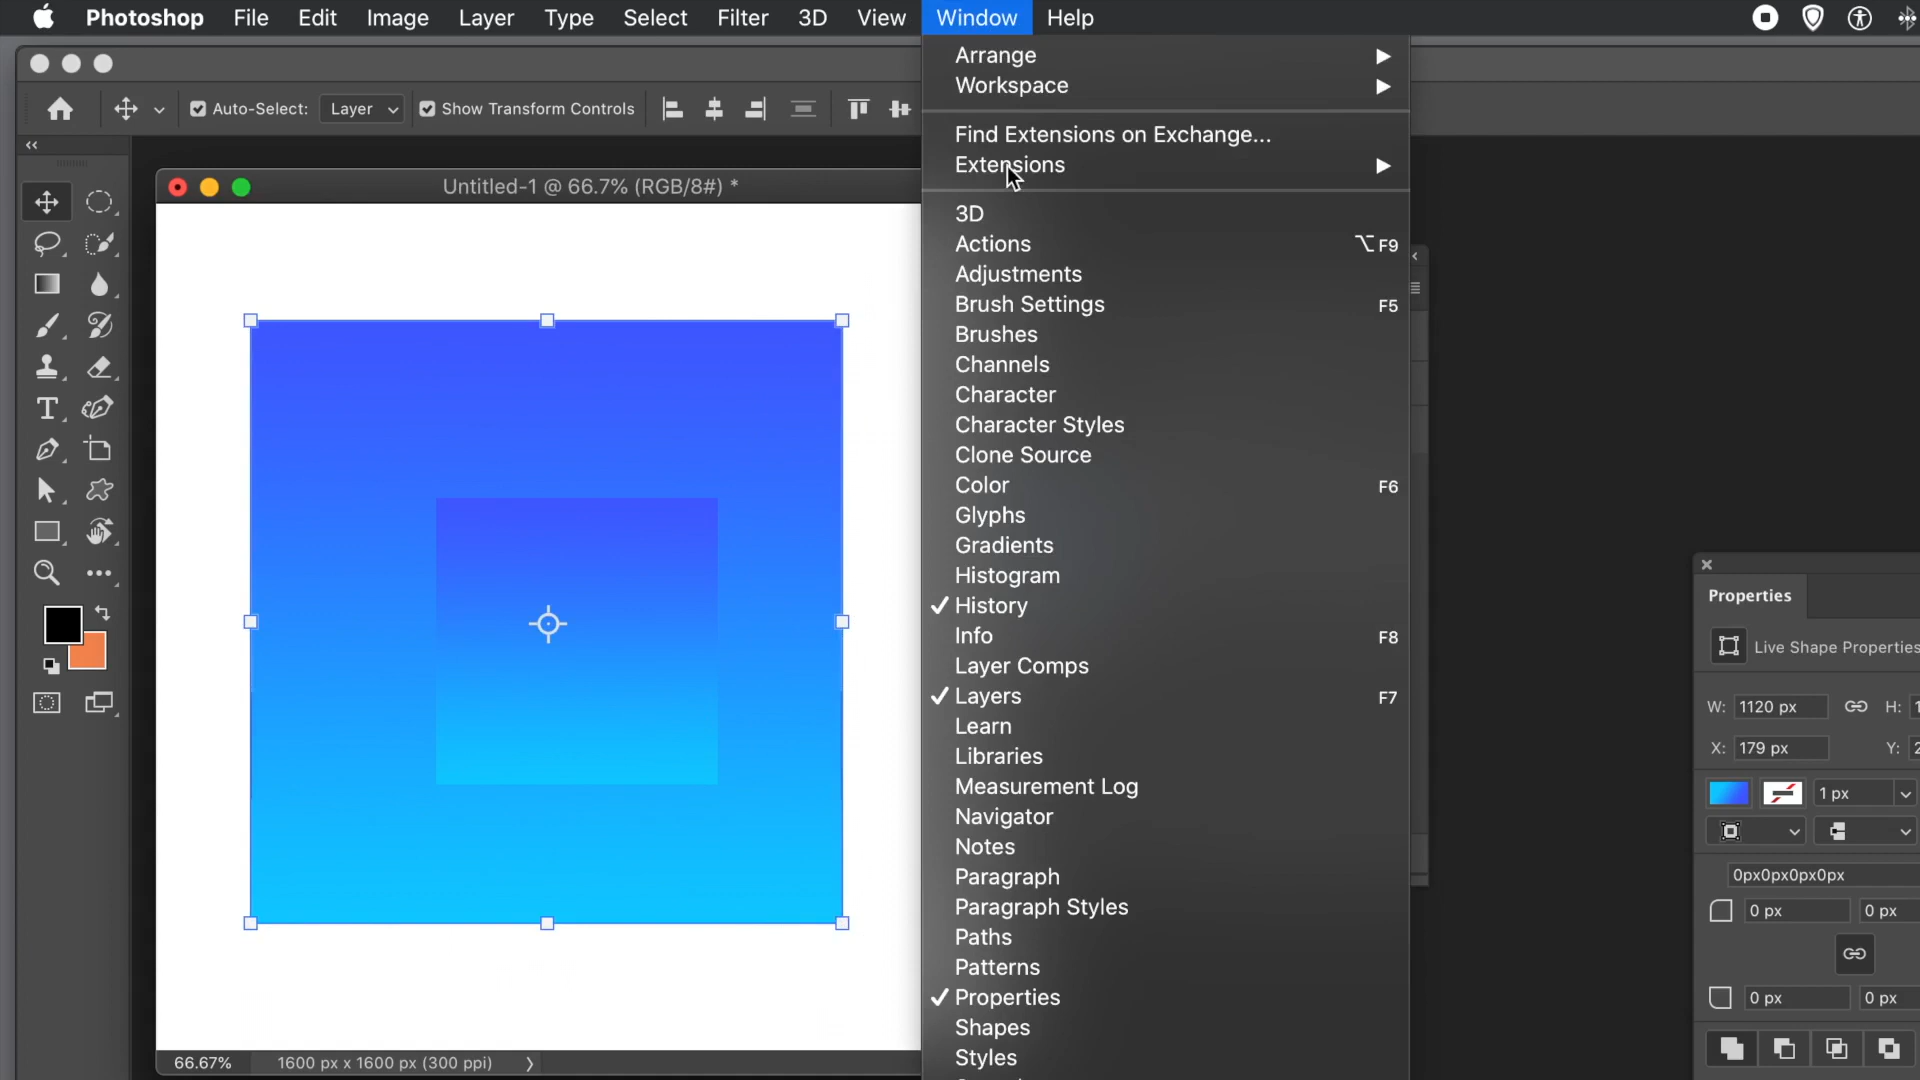 Photoshop File Edit Image Layer Type Select Filter 3D View Window Help
Auto-Select: Layer Show Transform Controls
Untitled-1 @ 66.7% (RGB/8#) *
Arrange
Workspace
Find Extensions on Exchange...
Extensions
3D
Actions ⌥F9
Adjustments
Brush Settings F5
Brushes
Channels
Character
Character Styles
Clone Source
Color F6
Glyphs
Gradients
Histogram
✓ History
Info F8
Layer Comps
✓ Layers F7
Learn
Libraries
Measurement Log
Navigator
Notes
Paragraph
Paragraph Styles
Paths
Patterns
✓ Properties
Shapes
Styles
Properties
Live Shape Properties
W: 1120 px H: 1
X: 179 px Y: 2
1 px
0px0px0px0px
0 px 0 px
0 px 0 px
66.67% 1600 px x 1600 px (300 ppi)